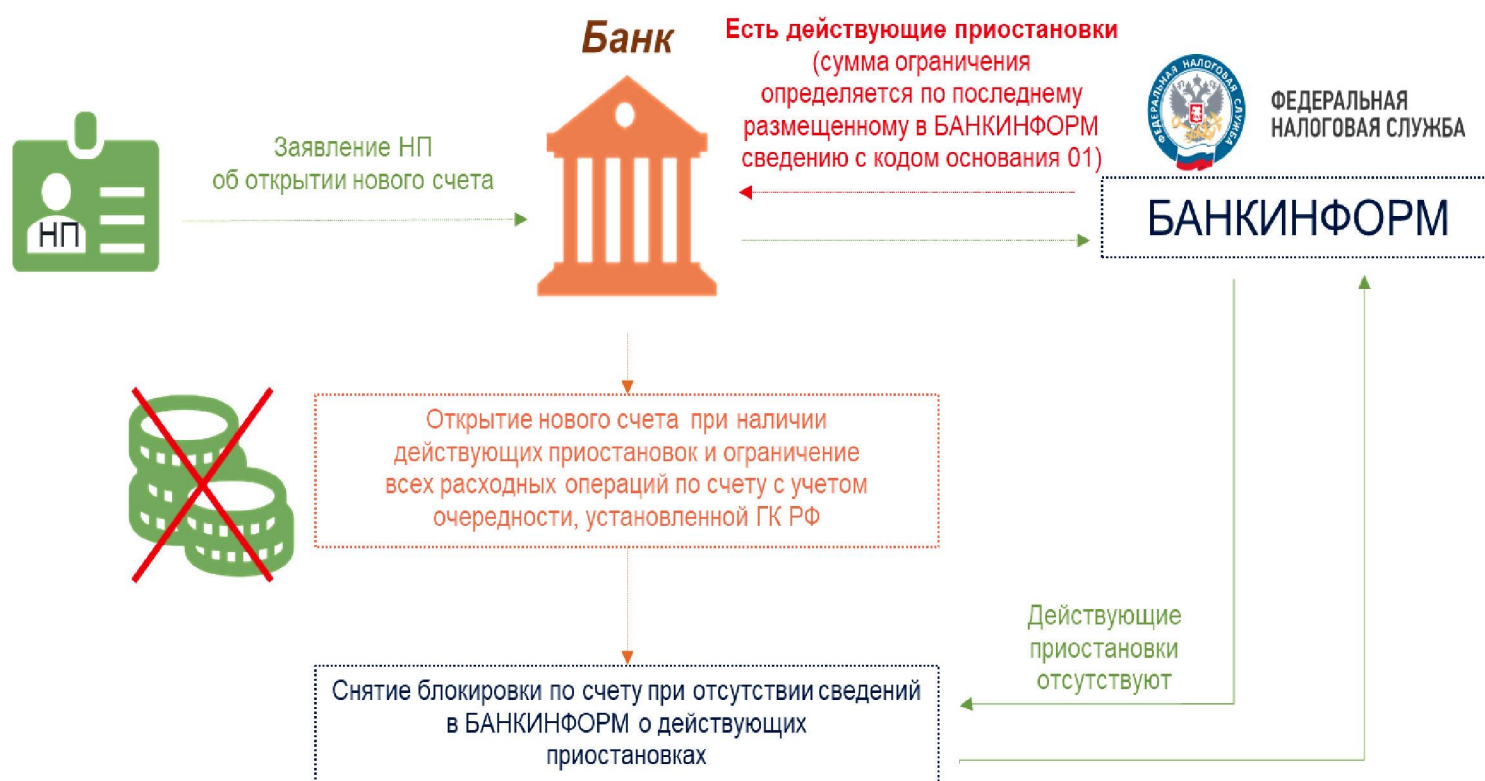 Банк
Есть действующие приостановки
(сумма ограничения
определяется по последнему
размещенному в БАНКИНФОРМ
сведению с кодом основания 01)
ФЕДЕРАЛЬНАЯ НАЛОГОВАЯ СЛУЖБА
ФЕДЕРАЛЬНАЯ
НАЛОГОВАЯ СЛУЖБА
Заявление НП
об открытии нового счета
НП
БАНКИНФОРМ
Открытие нового счета при наличии
действующих приостановок и ограничение
всех расходных операций по счету с учетом
очередности, установленной ГК РФ
Действующие
приостановки
отсутствуют
Снятие блокировки по счету при отсутствии сведений
в БАНКИНФОРМ о действующих
приостановках